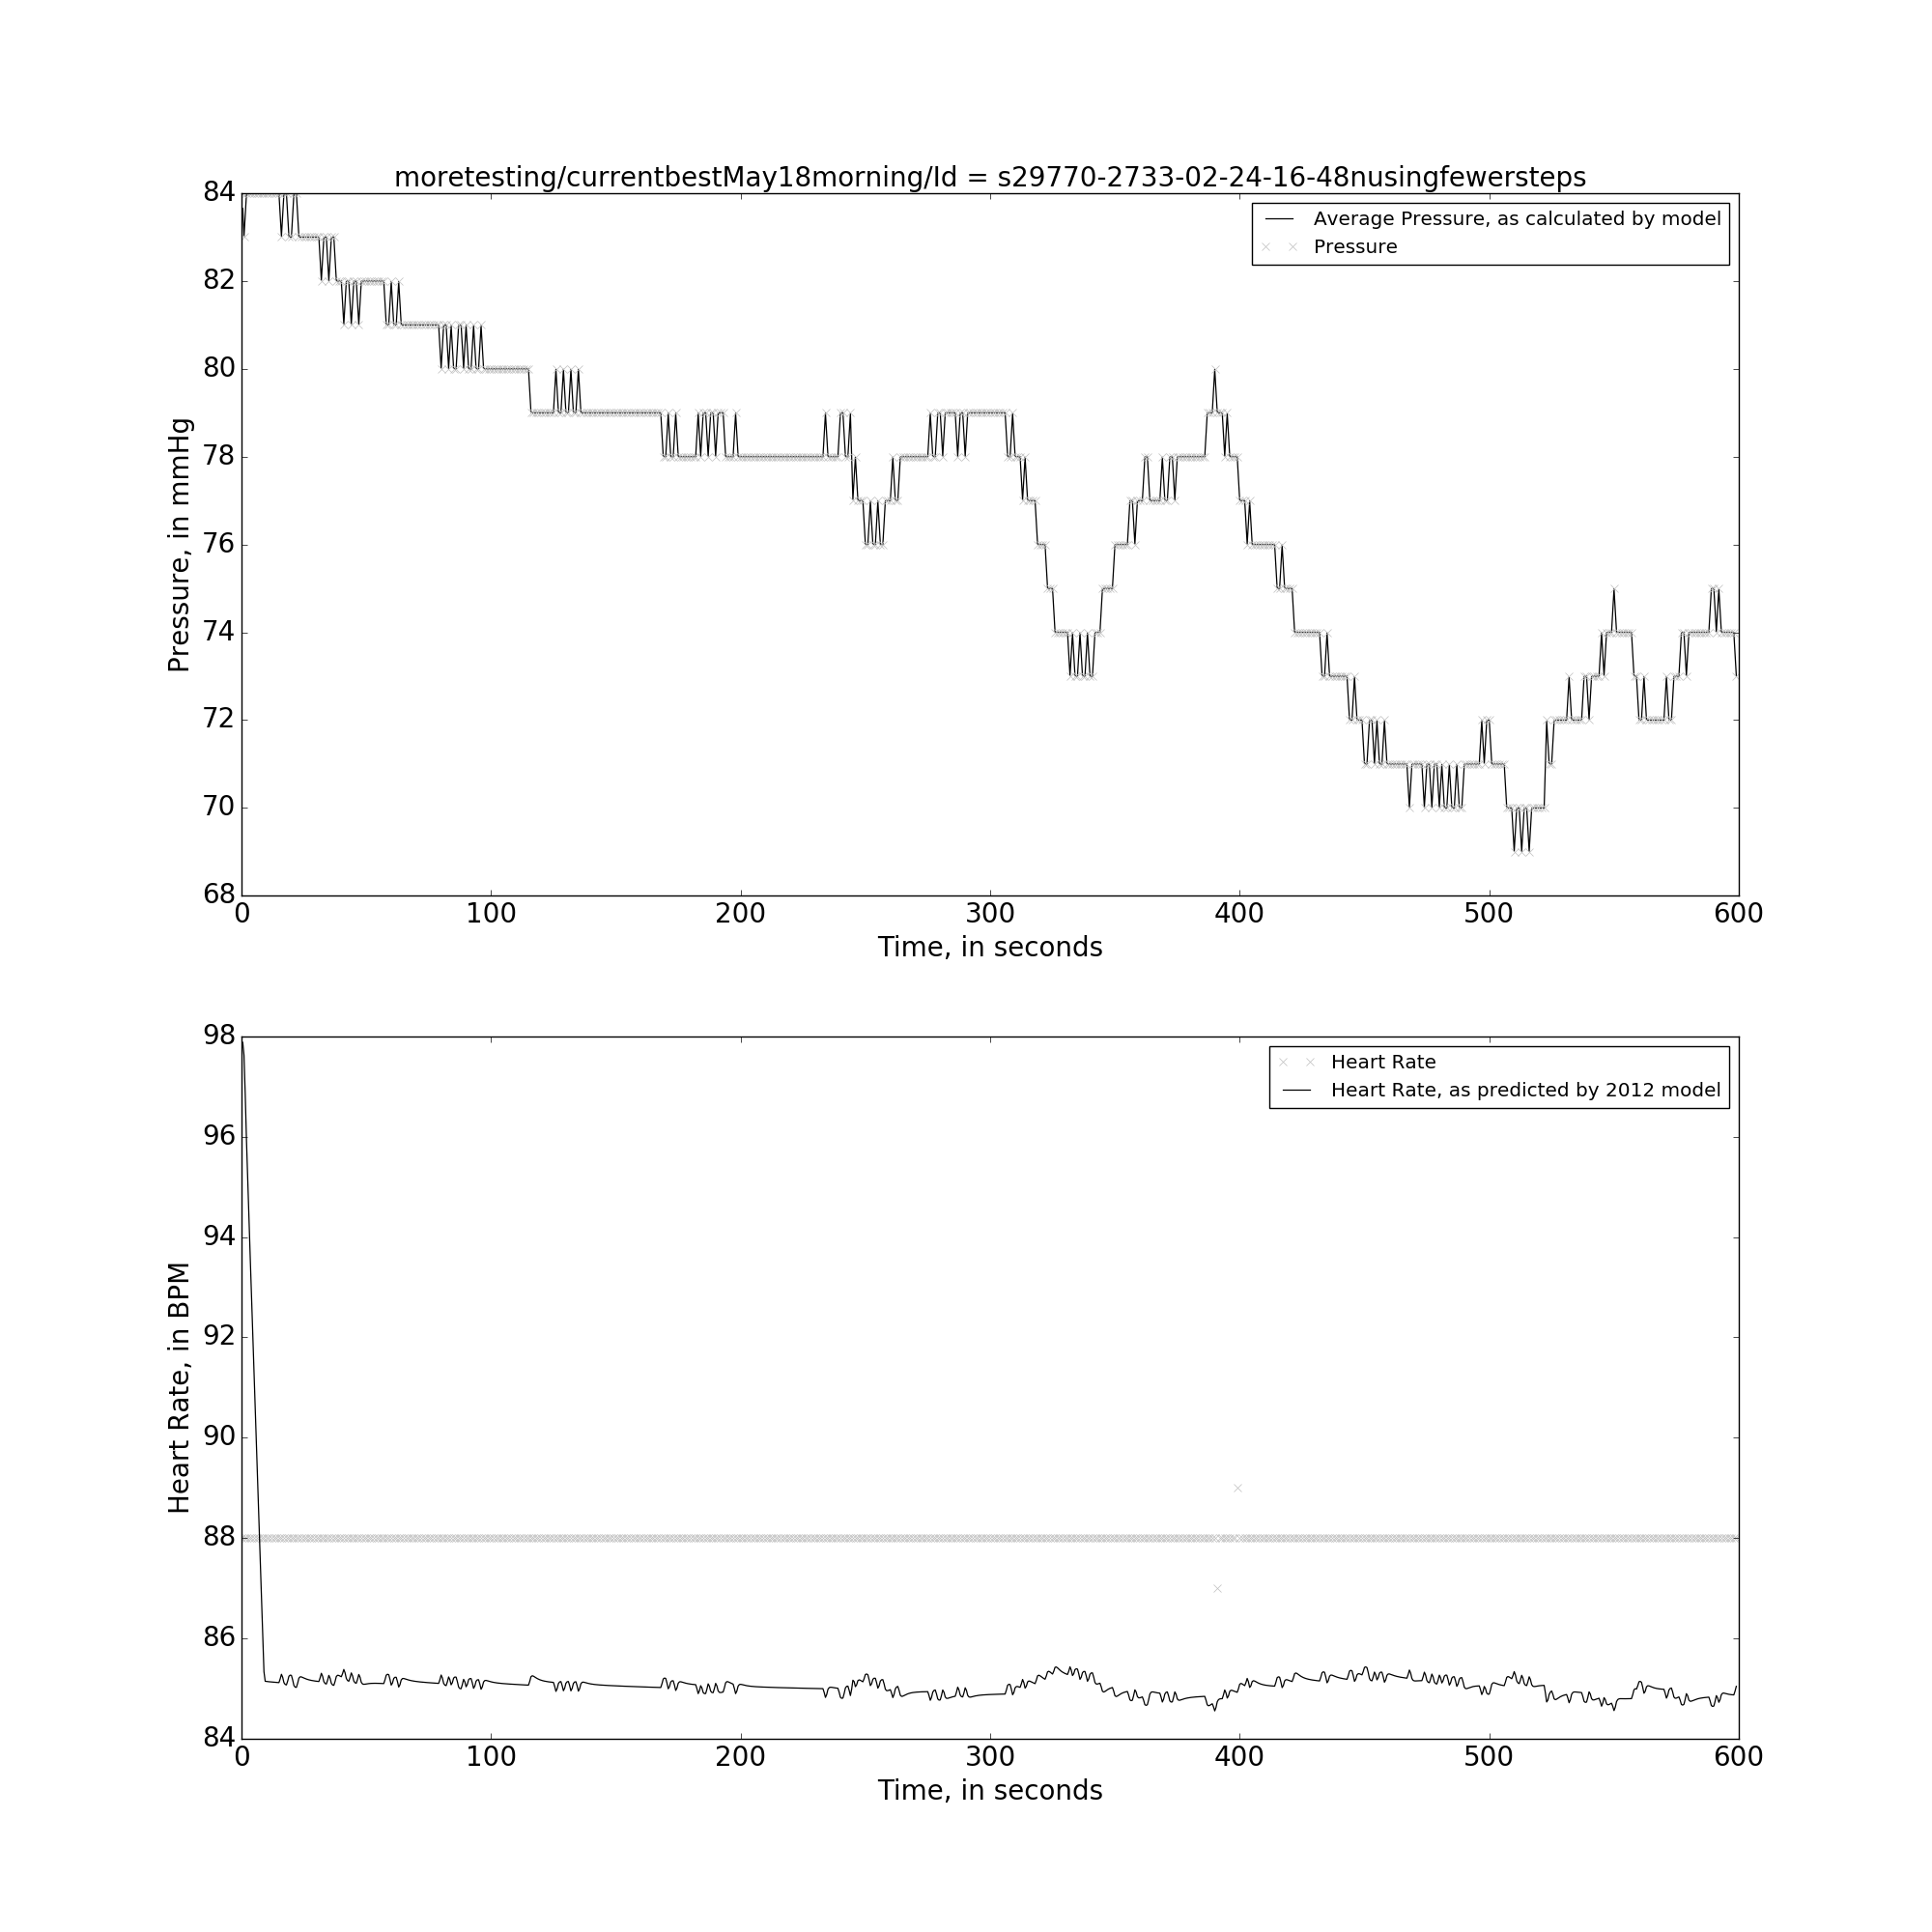 moretesting/currentbestMay18morning/Id = s29770-2733-02-24-16-48nusingfewersteps
84
82
80
78
76
74
72
70
68
Pressure, in mmHg
Average Pressure, as calculated by model
Pressure
0 100 200 300 400 500 600
Time, in seconds
98
96
94
92
90
88
86
84
Heart Rate, in BPM
Heart Rate
Heart Rate, as predicted by 2012 model
0 100 200 300 400 500 600
Time, in seconds